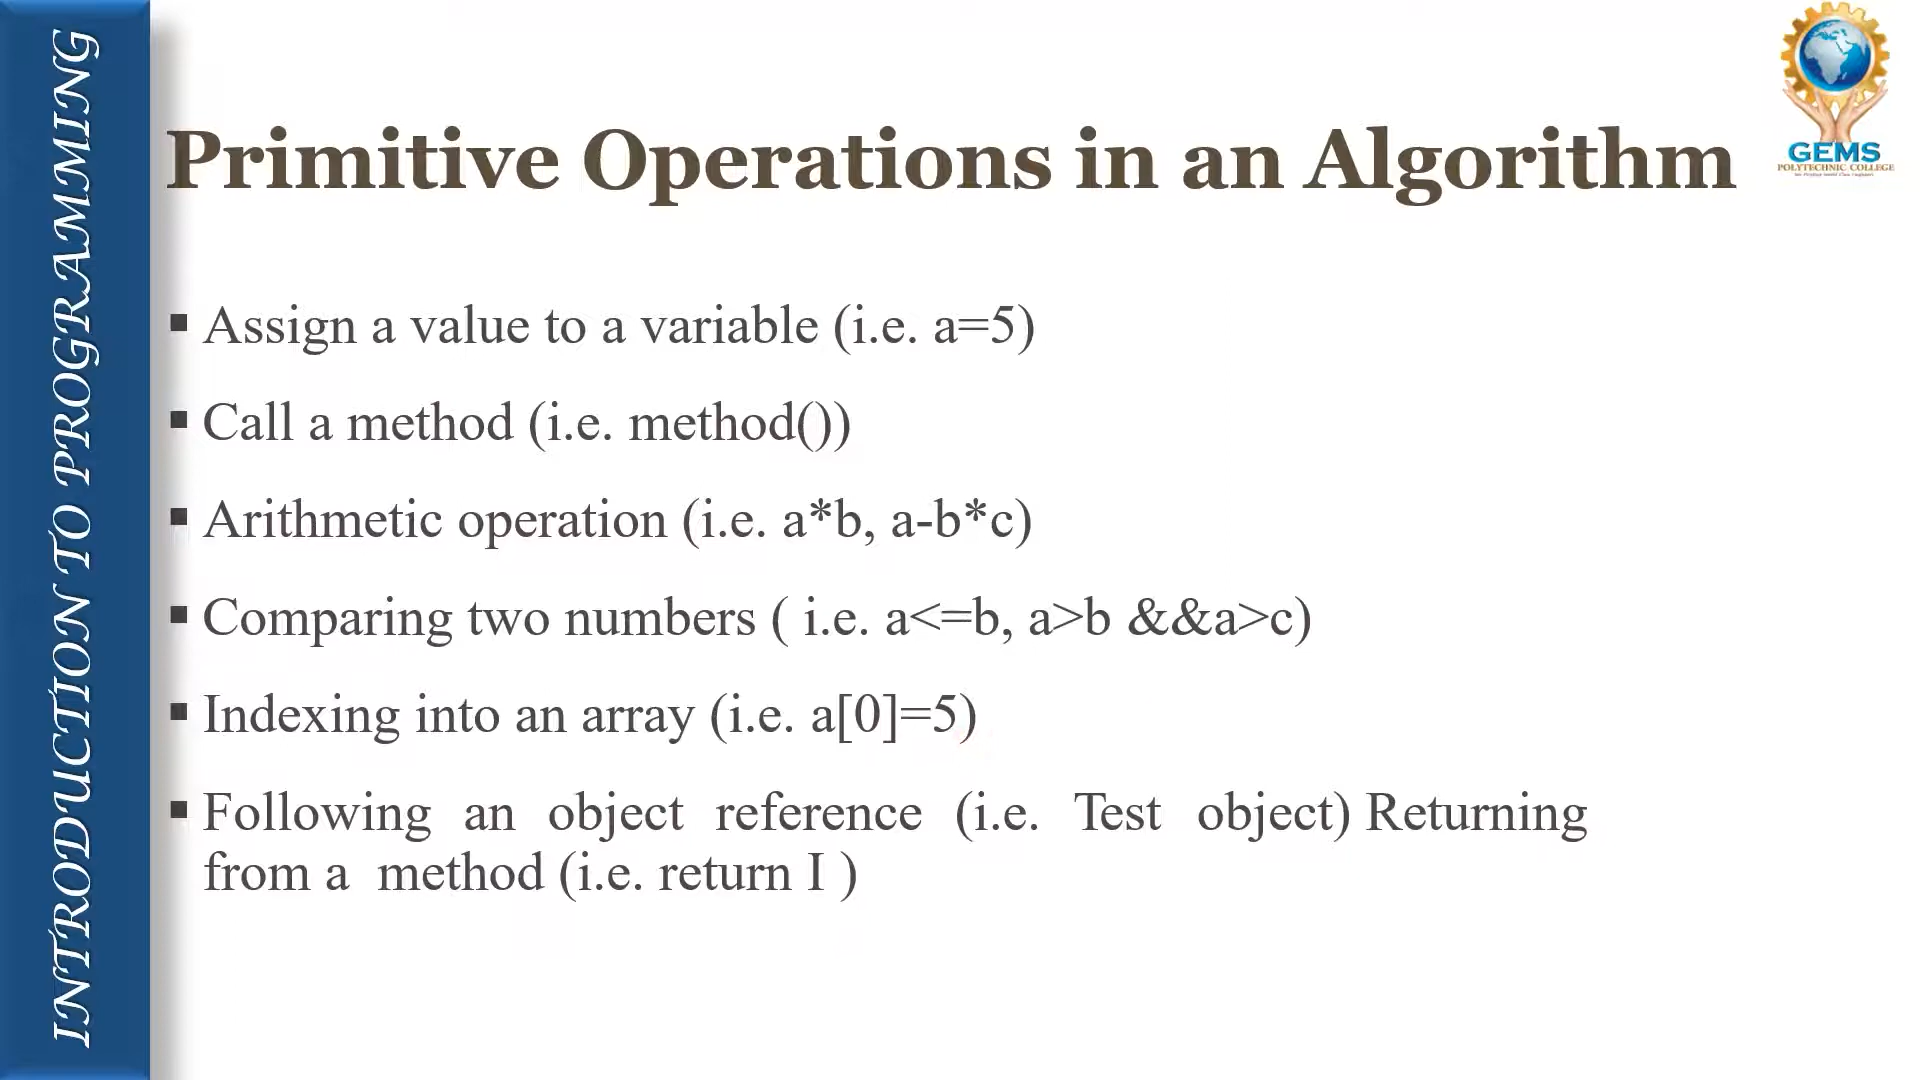 INTRODUCTION TO PROGRAMMING
Primitive Operations in an Algorithm
GEMS
POLYTECHNIC COLLEGE
▪ Assign a value to a variable (i.e. a=5)
▪ Call a method (i.e. method())
▪ Arithmetic operation (i.e. a*b, a-b*c)
▪ Comparing two numbers ( i.e. a<=b, a>b &&a>c)
▪ Indexing into an array (i.e. a[0]=5)
▪ Following an object reference (i.e. Test object) Returning
from a method (i.e. return I )